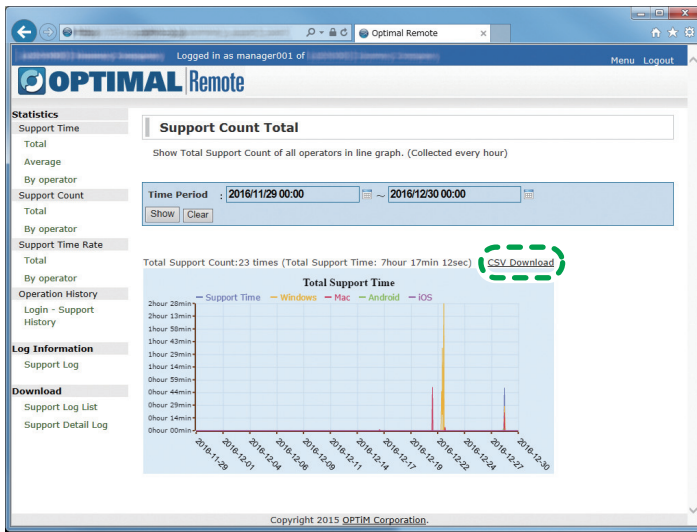 Optimal Remote
Logged in as manager001 of
Menu Logout
OPTIMAL Remote
Statistics
Support Time
Total
Average
By operator
Support Count
Total
By operator
Support Time Rate
Total
By operator
Operation History
Login - Support
History
Log Information
Support Log
Download
Support Log List
Support Detail Log
Support Count Total
Show Total Support Count of all operators in line graph. (Collected every hour)
Time Period : 2016/11/29 00:00 ~ 2016/12/30 00:00
Show Clear
Total Support Count:23 times (Total Support Time: 7hour 17min 12sec) CSV Download
Total Support Time
Support Time Windows Mac Android iOS
2hour 28min
2hour 13min
1hour 58min
1hour 43min
1hour 29min
1hour 14min
0hour 59min
0hour 44min
0hour 29min
0hour 14min
0hour 00min
2016-11-29
2016-12-01
2016-12-04
2016-12-06
2016-12-09
2016-12-11
2016-12-14
2016-12-17
2016-12-19
2016-12-22
2016-12-24
2016-12-27
2016-12-30
Copyright 2015 OPTiM Corporation.